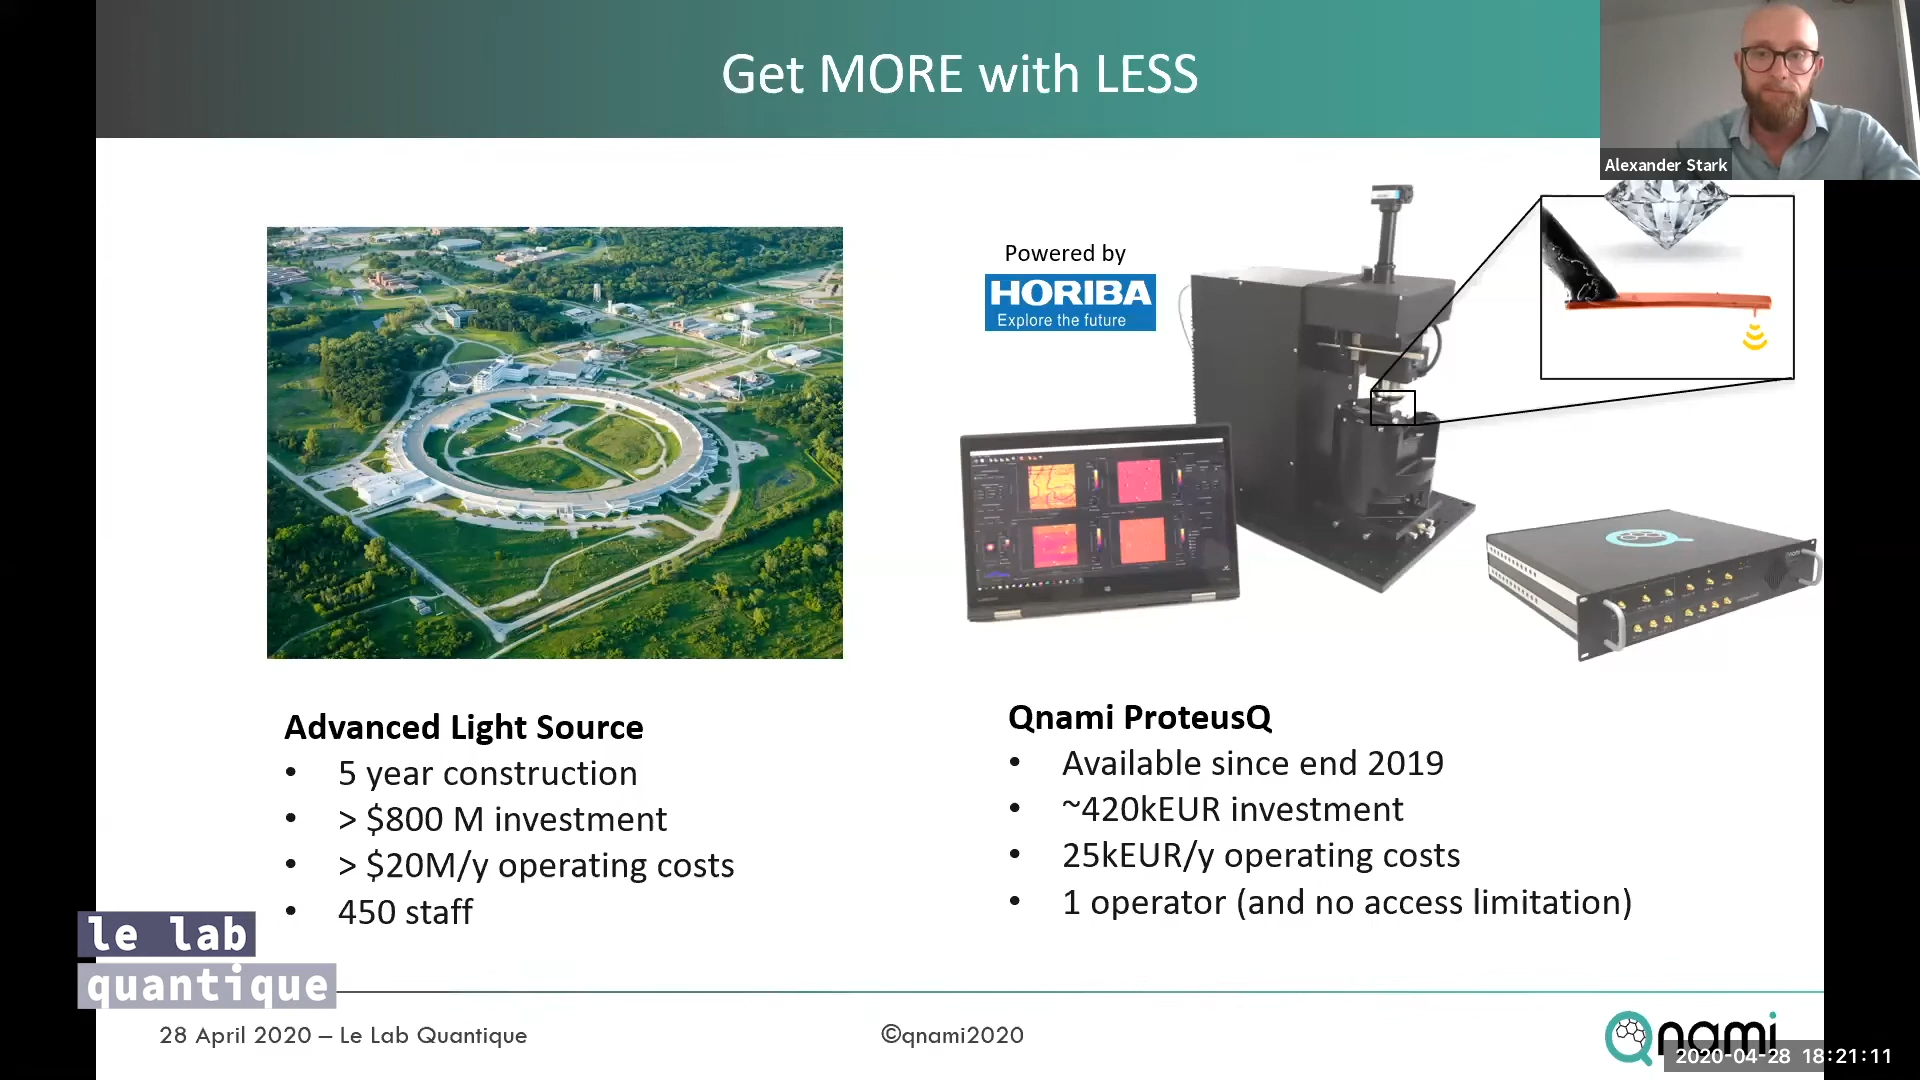 Get MORE with LESS
Alexander Stark
Powered by
HORIBA
Explore the future
Advanced Light Source
• 5 year construction
• > $800 M investment
• > $20M/y operating costs
• 450 staff
Qnami ProteusQ
• Available since end 2019
• ~420kEUR investment
• 25kEUR/y operating costs
• 1 operator (and no access limitation)
le lab
quantique
28 April 2020 – Le Lab Quantique
©qnami2020
Qnami
2020-04-28 18:21:11